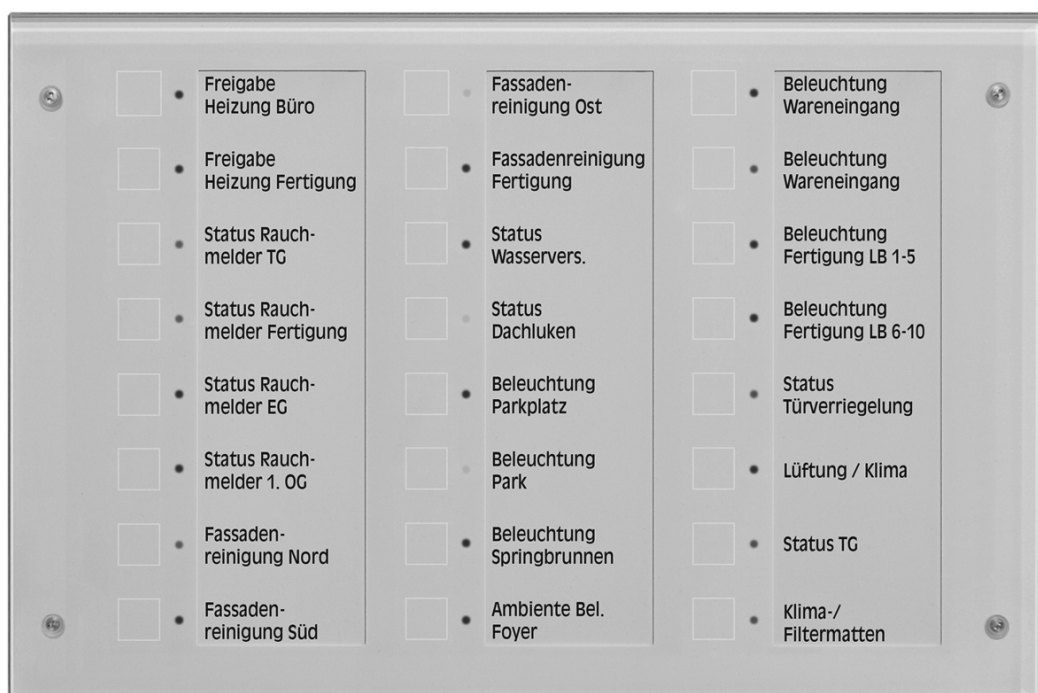 Freigabe
Heizung Büro
Freigabe
Heizung Fertigung
Status Rauch-
melder TG
Status Rauch-
melder Fertigung
Status Rauch-
melder EG
Status Rauch-
melder 1. OG
Fassaden-
reinigung Nord
Fassaden-
reinigung Süd
Fassaden-
reinigung Ost
Fassadenreinigung
Fertigung
Status
Wasservers.
Status
Dachluken
Beleuchtung
Parkplatz
Beleuchtung
Park
Beleuchtung
Springbrunnen
Ambiente Bel.
Foyer
Beleuchtung
Wareneingang
Beleuchtung
Wareneingang
Beleuchtung
Fertigung LB 1-5
Beleuchtung
Fertigung LB 6-10
Status
Türverriegelung
Lüftung / Klima
Status TG
Klima-/
Filtermatten